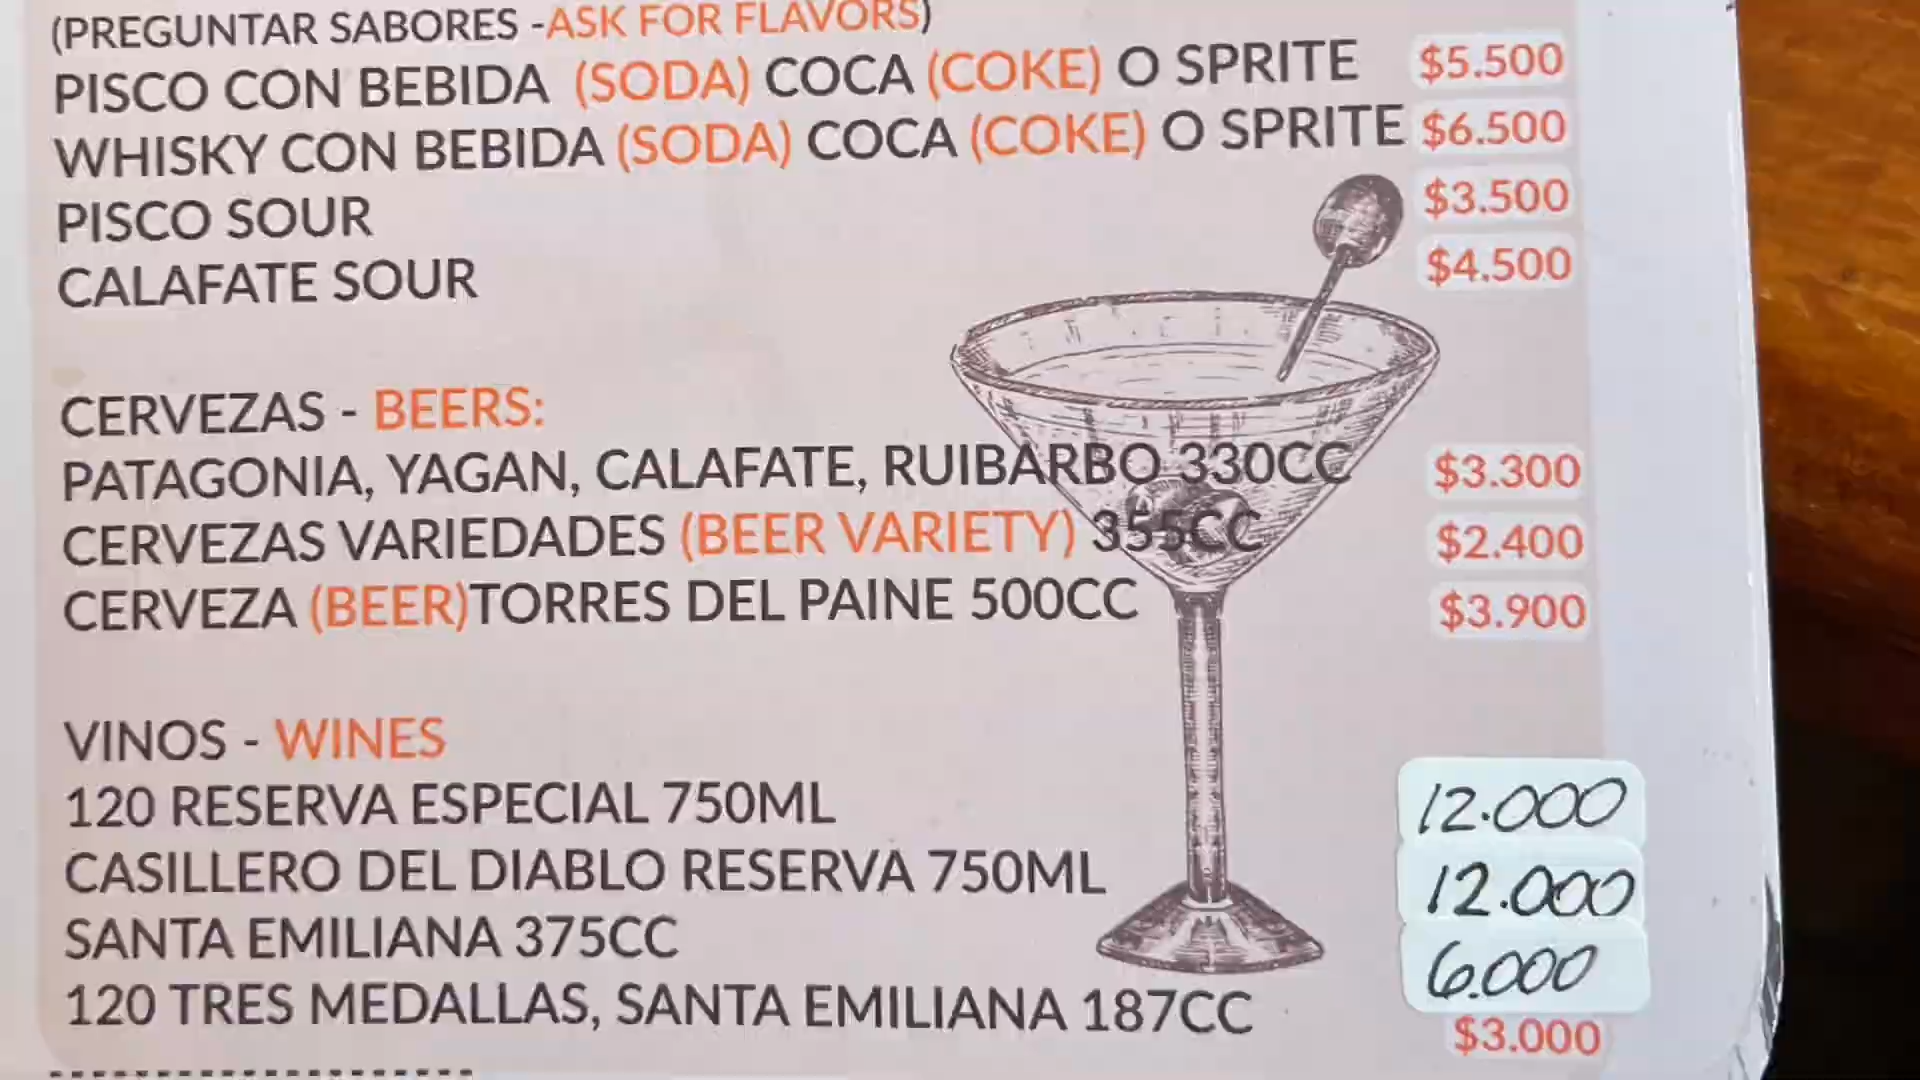 (PREGUNTAR SABORES -ASK FOR FLAVORS)
PISCO CON BEBIDA (SODA) COCA (COKE) O SPRITE $5.500
WHISKY CON BEBIDA (SODA) COCA (COKE) O SPRITE $6.500
PISCO SOUR $3.500
CALAFATE SOUR $4.500
CERVEZAS - BEERS:
PATAGONIA, YAGAN, CALAFATE, RUIBARBO 330CC $3.300
CERVEZAS VARIEDADES (BEER VARIETY) 355CC $2.400
CERVEZA (BEER)TORRES DEL PAINE 500CC $3.900
VINOS - WINES
120 RESERVA ESPECIAL 750ML 12.000
CASILLERO DEL DIABLO RESERVA 750ML 12.000
SANTA EMILIANA 375CC 6.000
120 TRES MEDALLAS, SANTA EMILIANA 187CC $3.000